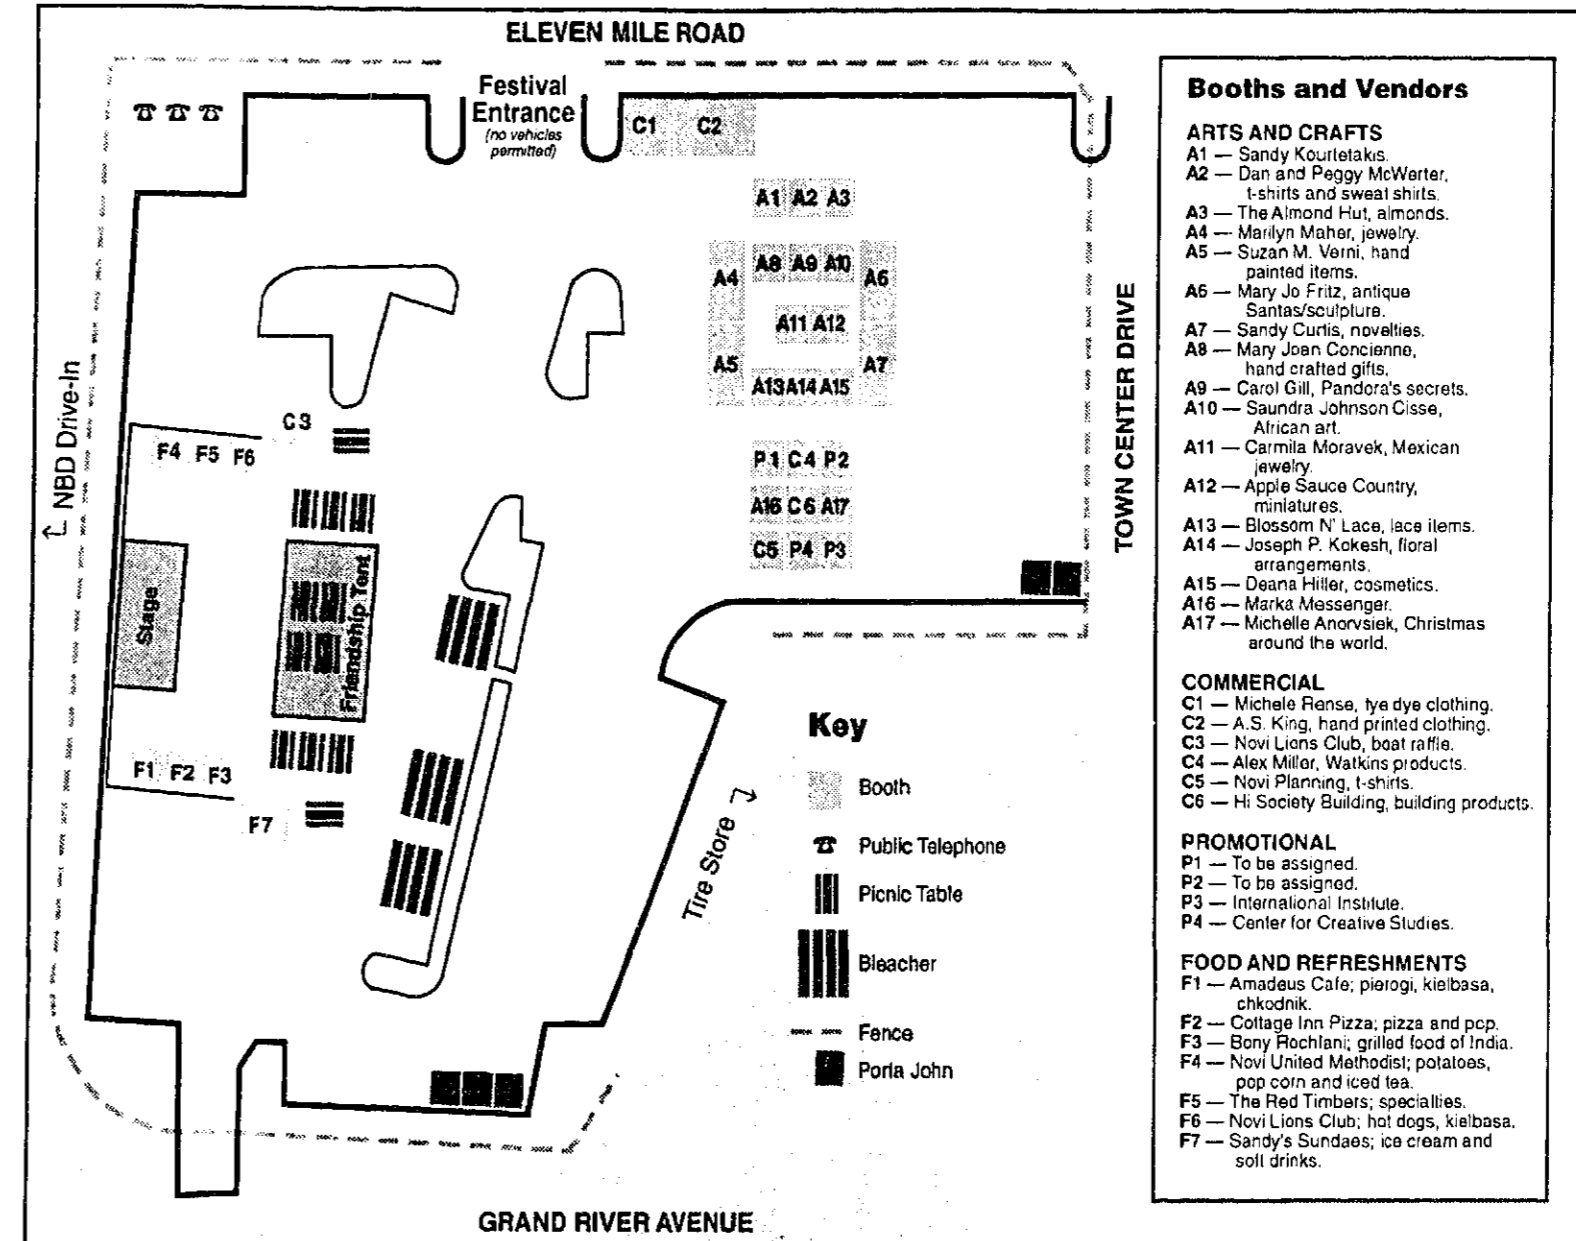 ELEVEN MILE ROAD
Festival
Entrance
(no vehicles
permitted)
C1 C2
A1 A2 A3
A4 A8 A9 A10 A6
A11 A12
A5 A7
A13 A14 A15
C3
F4 F5 F6
P1 C4 P2
A16 C6 A17
C5 P4 P3
NBD Drive-In
TOWN CENTER DRIVE
Stage
Friendship Tent
F1 F2 F3
F7
Tire Store
Key
Booth
Public Telephone
Picnic Table
Bleacher
Fence
Porta John
GRAND RIVER AVENUE
Booths and Vendors
ARTS AND CRAFTS
A1 — Sandy Kourtetakis.
A2 — Dan and Peggy McWerter,
t-shirts and sweat shirts.
A3 — The Almond Hut, almonds.
A4 — Marilyn Maher, jewelry.
A5 — Suzan M. Verni, hand
painted items.
A6 — Mary Jo Fritz, antique
Santas/sculpture.
A7 — Sandy Curtis, novelties.
A8 — Mary Joan Concienne,
hand crafted gifts.
A9 — Carol Gill, Pandora's secrets.
A10 — Saundra Johnson Cisse,
African art.
A11 — Carmila Moravek, Mexican
jewelry.
A12 — Apple Sauce Country,
miniatures.
A13 — Blossom N' Lace, lace items.
A14 — Joseph P. Kokesh, floral
arrangements.
A15 — Deana Hiller, cosmetics.
A16 — Marka Messenger.
A17 — Michelle Anorvsiek, Christmas
around the world.
COMMERCIAL
C1 — Michele Rense, tye dye clothing.
C2 — A.S. King, hand printed clothing.
C3 — Novi Lions Club, boat raffle.
C4 — Alex Miller, Watkins products.
C5 — Novi Planning, t-shirts.
C6 — Hi Society Building, building products.
PROMOTIONAL
P1 — To be assigned.
P2 — To be assigned.
P3 — International Institute.
P4 — Center for Creative Studies.
FOOD AND REFRESHMENTS
F1 — Amadeus Cafe; pierogi, kielbasa,
chkodnik.
F2 — Cottage Inn Pizza; pizza and pop.
F3 — Bony Rochlani; grilled food of India.
F4 — Novi United Methodist; potatoes,
pop corn and iced tea.
F5 — The Red Timbers; specialties.
F6 — Novi Lions Club; hot dogs, kielbasa.
F7 — Sandy's Sundaes; ice cream and
soft drinks.